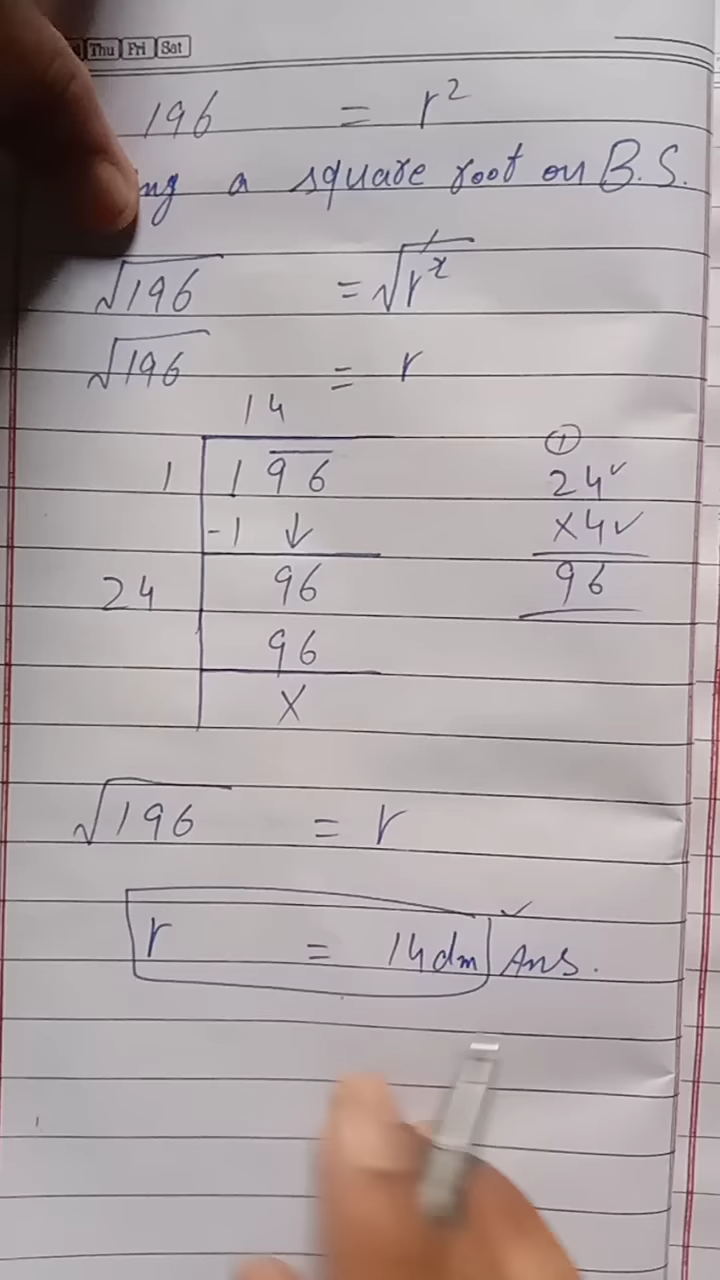 Thu Fri Sat
196 = r²
ng a square root on B.S.
√196 = √r²
√196 = r
14
1 196 ①
24✓
-1 ↓ ×4✓
24 96 96
96
×
√196 = r
r = 14dm Ans.